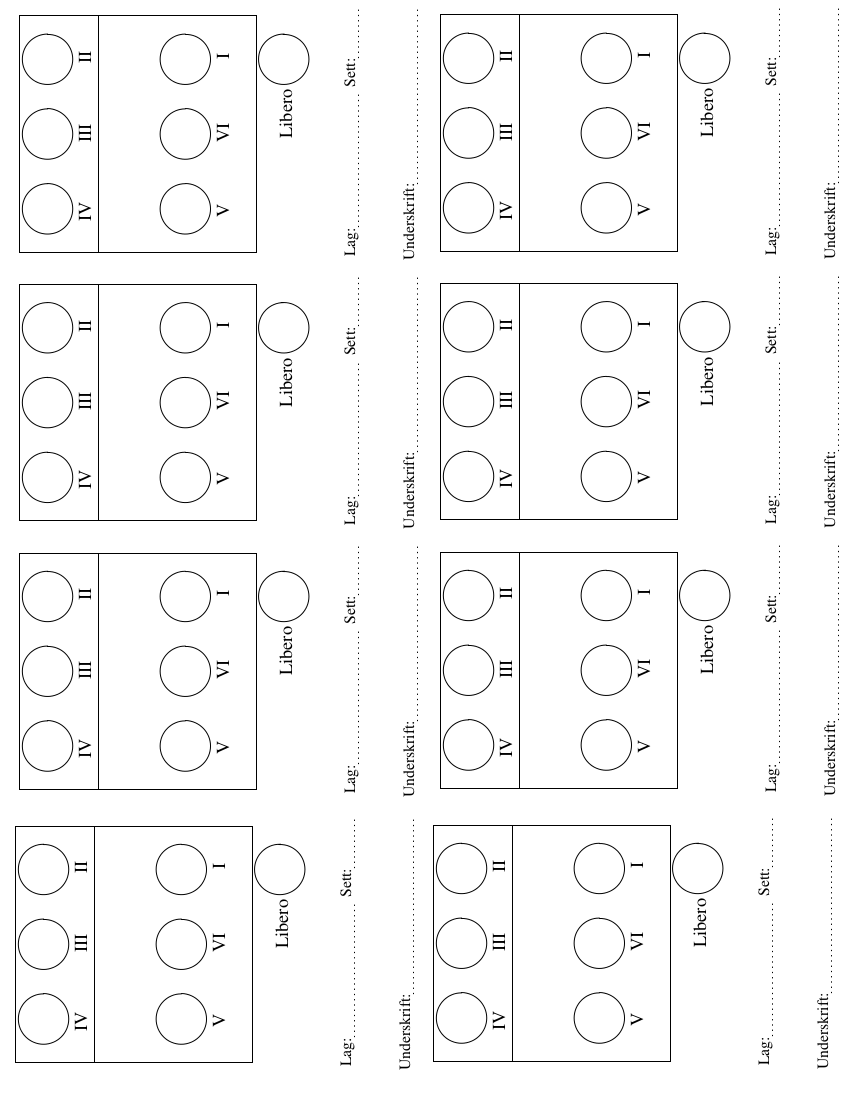 IV III II
V VI I
Libero
Lag:.................................. Sett:............
Underskrift:............................................
IV III II
V VI I
Libero
Lag:.................................. Sett:............
Underskrift:............................................
IV III II
V VI I
Libero
Lag:.................................. Sett:............
Underskrift:............................................
IV III II
V VI I
Libero
Lag:.................................. Sett:............
Underskrift:............................................
IV III II
V VI I
Libero
Lag:.................................. Sett:............
Underskrift:............................................
IV III II
V VI I
Libero
Lag:.................................. Sett:............
Underskrift:............................................
IV III II
V VI I
Libero
Lag:.................................. Sett:............
Underskrift:............................................
IV III II
V VI I
Libero
Lag:.................................. Sett:............
Underskrift:............................................